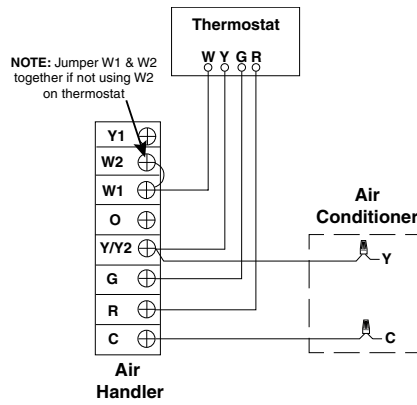 Thermostat
W Y G R
NOTE: Jumper W1 & W2
together if not using W2
on thermostat
Y1
W2
W1
O
Y/Y2
G
R
C
Air
Handler
Air
Conditioner
Y
C